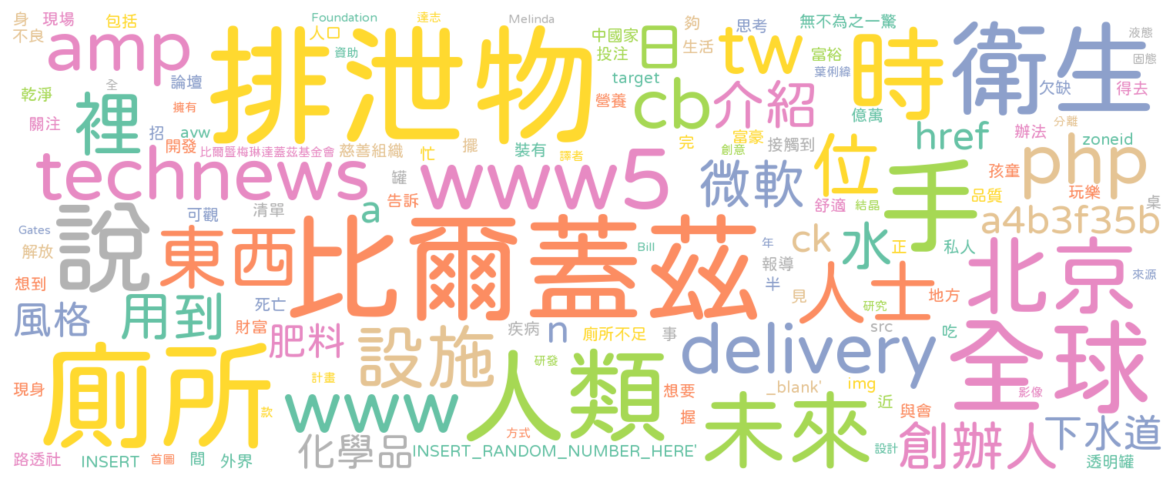 身 現場 包括 Foundation 遠志 Melinda 夠 思考 無不為之一驚 液態
不良 amp 人口 資助 中國家 投注 生活 tw 富裕 固態
排泄物 日 時 衛生
乾淨 全 論壇 target 葉俐緯 欠缺 得去
裡 擁有 營養 cb 介紹 億萬
關注 招 avw 開發 比爾暨梅琳達蓋茲基金會 慈善組織 忙 擺 裝有 完 富豪 創意 接觸到 href 辦法 分離 zoneid
technews 罐 www5 譯者 微軟 位 手 孩童 php
告訴 舒適 結晶 品質 玩樂 桌
可觀 清單 a a4b3f35b
Gates 說 東西 比爾蓋茲 Bill 年 ck 水 正 私人 北京
解放 報導 來源
想到 死亡 半 見 人士 研究 地方
風格 用到 財富 肥料 疾病 n 廁所不足 事 src 吃 全球
設施 delivery
廁所 計畫 人類 研發 想要 _blank' img 近 影像
現身 款 www 握 未來 與會 創辦人 下水道
化學品 方式 INSERT_RANDOM_NUMBER_HERE' 設計
路透社 INSERT 首圖 間 外界 透明罐